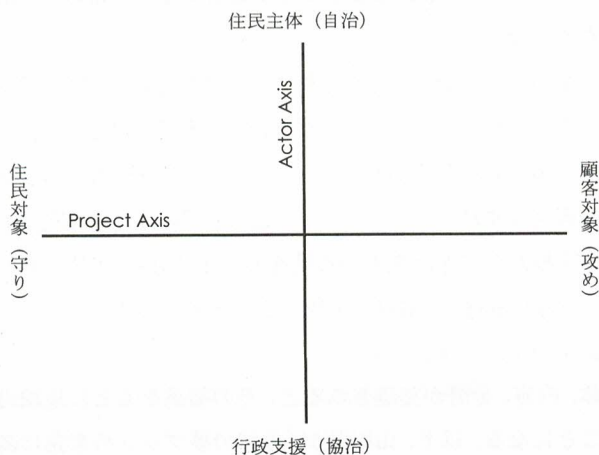 住民主体（自治）
Actor Axis
住民対象（守り）
Project Axis
顧客対象（攻め）
行政支援（協治）